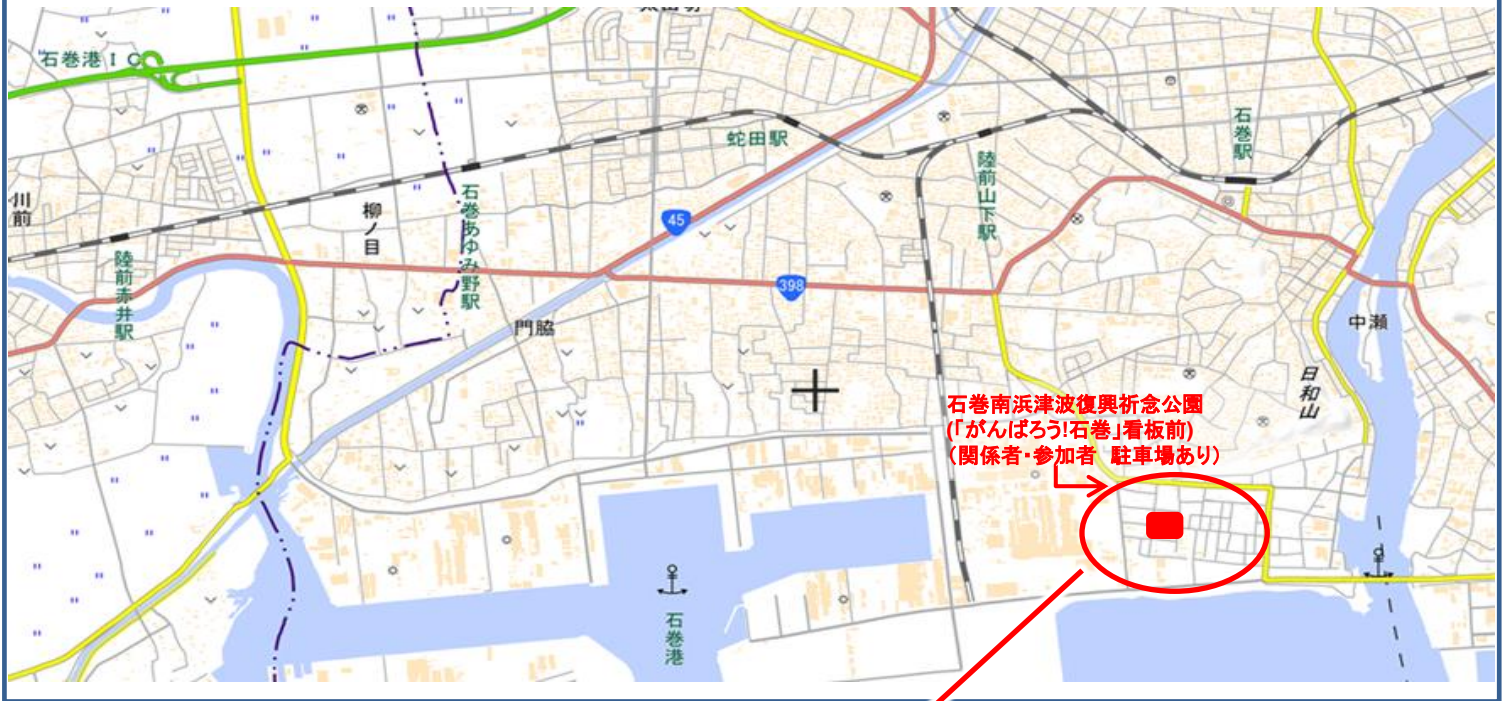 石巻港IC
蛇田駅
石巻駅
陸前山下駅
川前
柳ノ目
石巻あゆみ野駅
45
陸前赤井駅
398
門脇
中瀬
日和山
石巻南浜津波復興祈念公園
(「がんばろう!石巻」看板前)
(関係者・参加者 駐車場あり)
石巻港